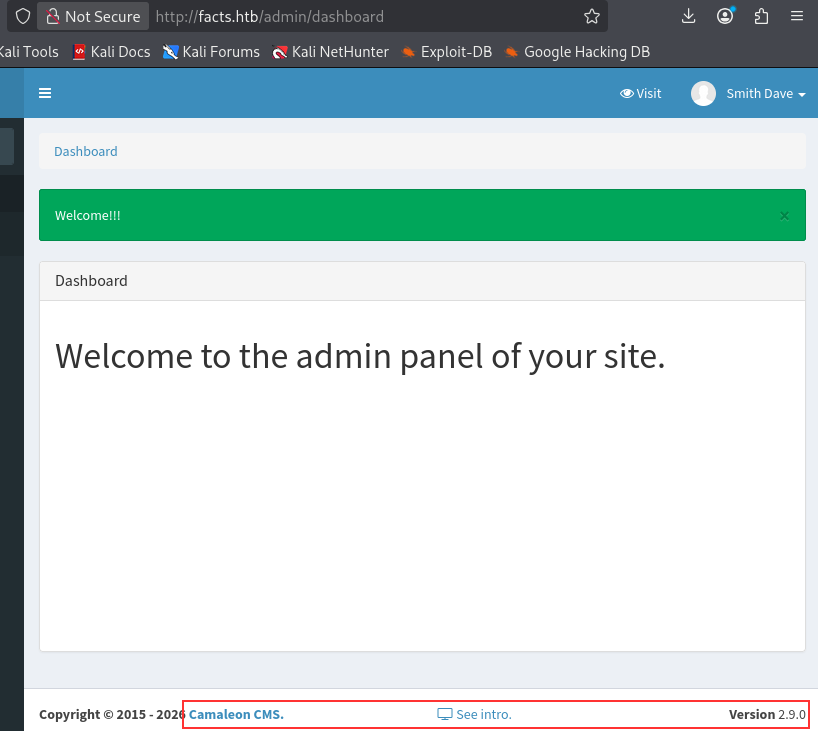 Not Secure http://facts.htb/admin/dashboard
Kali Tools Kali Docs Kali Forums Kali NetHunter Exploit-DB Google Hacking DB
Visit Smith Dave
Dashboard
Welcome!!! ×
Dashboard
Welcome to the admin panel of your site.
Copyright © 2015 - 2026 Camaleon CMS. See intro. Version 2.9.0